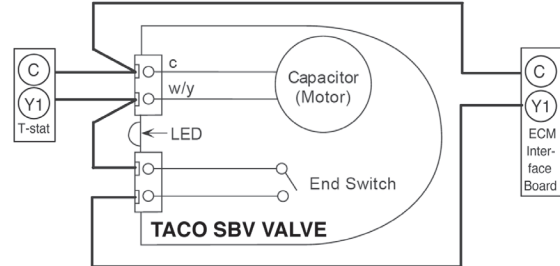 C
Y1
T-stat
c
w/y
LED
Capacitor
(Motor)
End Switch
TACO SBV VALVE
C
Y1
ECM
Inter-
face
Board